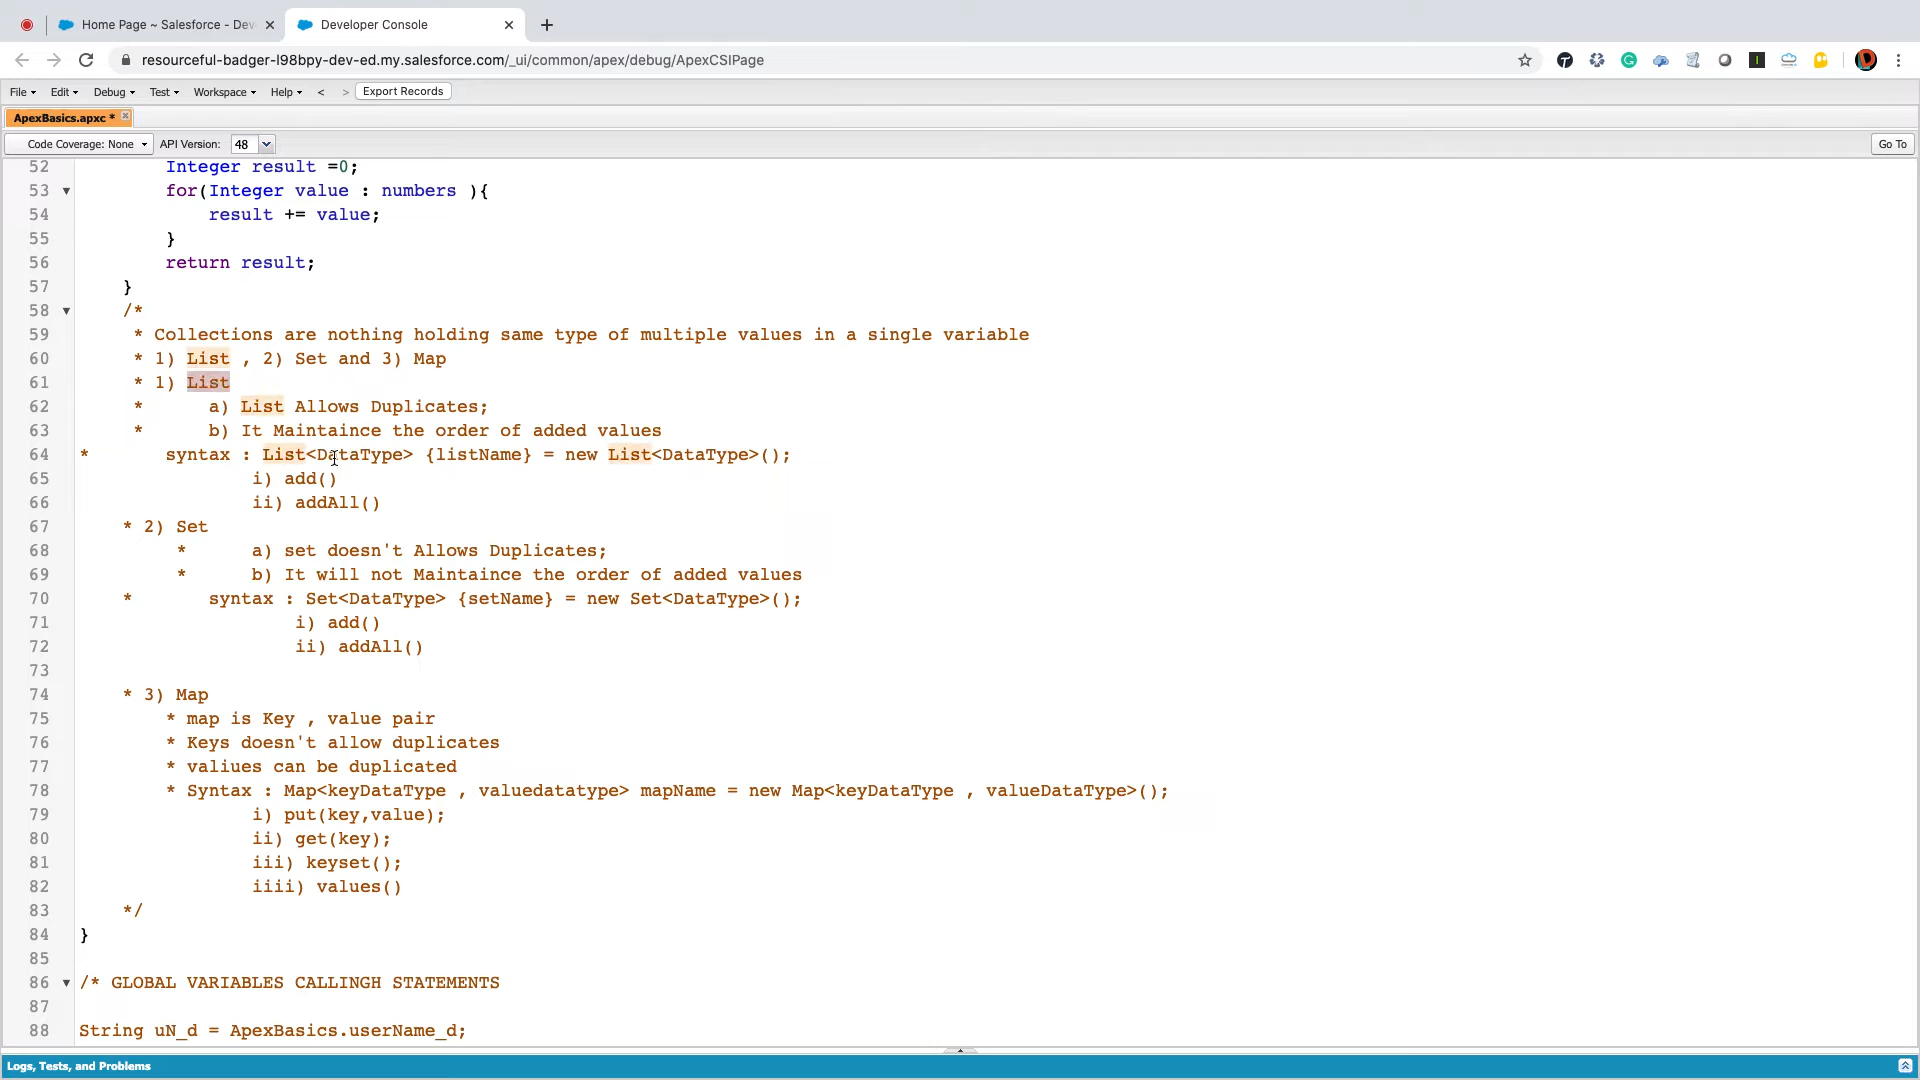 Home Page ~ Salesforce - Dev
Developer Console
resourceful-badger-l98bpy-dev-ed.my.salesforce.com/_ui/common/apex/debug/ApexCSIPage
File Edit Debug Test Workspace Help < > Export Records
ApexBasics.apxc *
Code Coverage: None API Version: 48 Go To
52 Integer result =0;
53 for(Integer value : numbers ){
54 result += value;
55 }
56 return result;
57 }
58 /*
59 * Collections are nothing holding same type of multiple values in a single variable
60 * 1) List , 2) Set and 3) Map
61 * 1) List
62 * a) List Allows Duplicates;
63 * b) It Maintaince the order of added values
64 * syntax : List<DataType> {listName} = new List<DataType>();
65 i) add()
66 ii) addAll()
67 * 2) Set
68 * a) set doesn't Allows Duplicates;
69 * b) It will not Maintaince the order of added values
70 * syntax : Set<DataType> {setName} = new Set<DataType>();
71 i) add()
72 ii) addAll()
73
74 * 3) Map
75 * map is Key , value pair
76 * Keys doesn't allow duplicates
77 * valiues can be duplicated
78 * Syntax : Map<keyDataType , valuedatatype> mapName = new Map<keyDataType , valueDataType>();
79 i) put(key,value);
80 ii) get(key);
81 iii) keyset();
82 iiii) values()
83 */
84 }
85
86 /* GLOBAL VARIABLES CALLINGH STATEMENTS
87
88 String uN_d = ApexBasics.userName_d;
Logs, Tests, and Problems